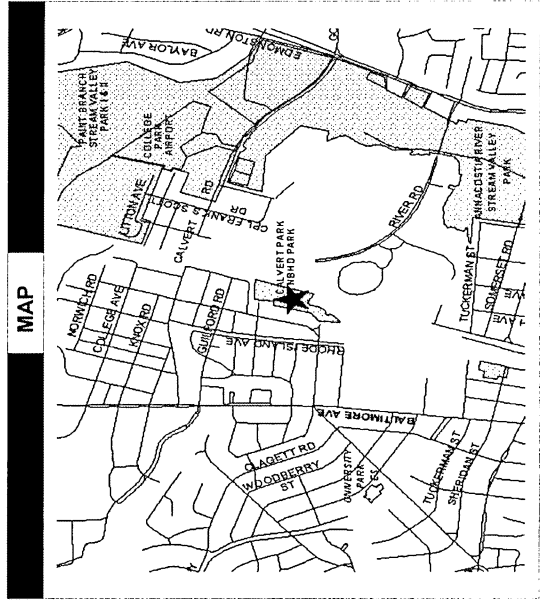 MAP
BAYLOR AVE
EDMONSTON RD
PAINT BRANCH
STREAM VALLEY
PARK I & II
COLLEGE
PARK
AIRPORT
LITTON AVE
CALVERT RD
CPL FRANK S SCOTT
DR
NORWICH RD
COLLEGE AVE
KNOX RD
GUILFORD RD
CALVERT PARK
NBHD PARK
RHODE ISLAND AVE
RIVER RD
ANNACOSTIA RIVER
STREAM VALLEY
PARK
TUCKERMAN ST
SOMERSET RD
AVE
H AVE
BALTIMORE AVE
CLAGETT RD
WOODBERRY
ST
UNIVERSITY
PARK
ES
TUCKERMAN ST
SHERIDAN ST